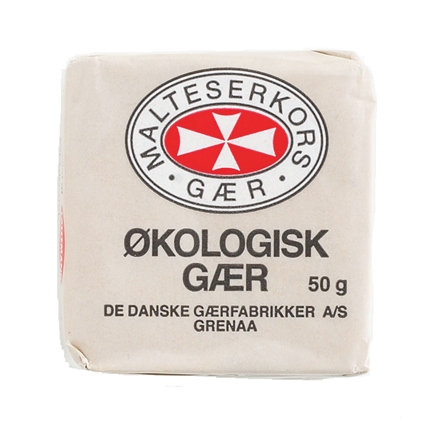 MALTESERKORS
· GÆR ·
ØKOLOGISK
GÆR 50 g
DE DANSKE GÆRFABRIKKER A/S
GRENAA